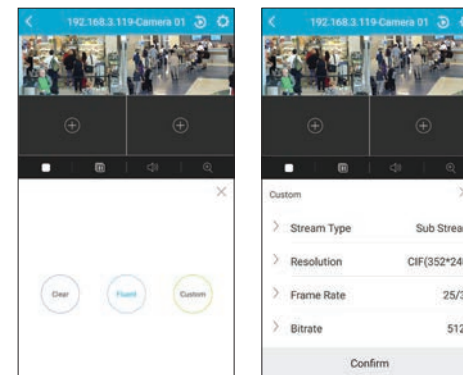 192.168.3.119-Camera 01
Clear
Fluent
Custom
192.168.3.119-Camera 01
Custom
Stream Type
Sub Strea
Resolution
CIF(352*24
Frame Rate
25/3
Bitrate
512
Confirm